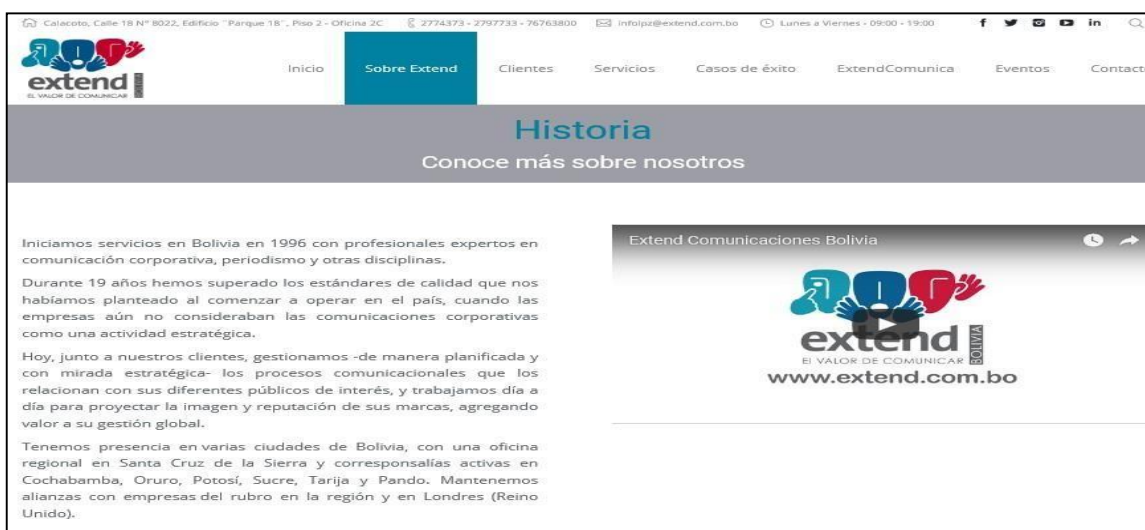 Calacoto, Calle 18 N° 8022, Edificio ¨Parque 18¨, Piso 2 - Oficina 2C 2774373 - 2797733 - 76763800 infolpz@extend.com.bo Lunes a Viernes - 09:00 - 19:00
extend BOLIVIA
EL VALOR DE COMUNICAR
Inicio Sobre Extend Clientes Servicios Casos de éxito ExtendComunica Eventos Contact
Historia
Conoce más sobre nosotros
Iniciamos servicios en Bolivia en 1996 con profesionales expertos en
comunicación corporativa, periodismo y otras disciplinas.
Durante 19 años hemos superado los estándares de calidad que nos
habíamos planteado al comenzar a operar en el país, cuando las
empresas aún no consideraban las comunicaciones corporativas
como una actividad estratégica.
Hoy, junto a nuestros clientes, gestionamos -de manera planificada y
con mirada estratégica- los procesos comunicacionales que los
relacionan con sus diferentes públicos de interés, y trabajamos día a
día para proyectar la imagen y reputación de sus marcas, agregando
valor a su gestión global.
Tenemos presencia en varias ciudades de Bolivia, con una oficina
regional en Santa Cruz de la Sierra y corresponsalías activas en
Cochabamba, Oruro, Potosí, Sucre, Tarija y Pando. Mantenemos
alianzas con empresas del rubro en la región y en Londres (Reino
Unido).
Extend Comunicaciones Bolivia
extend BOLIVIA
El VALOR DE COMUNICAR
www.extend.com.bo